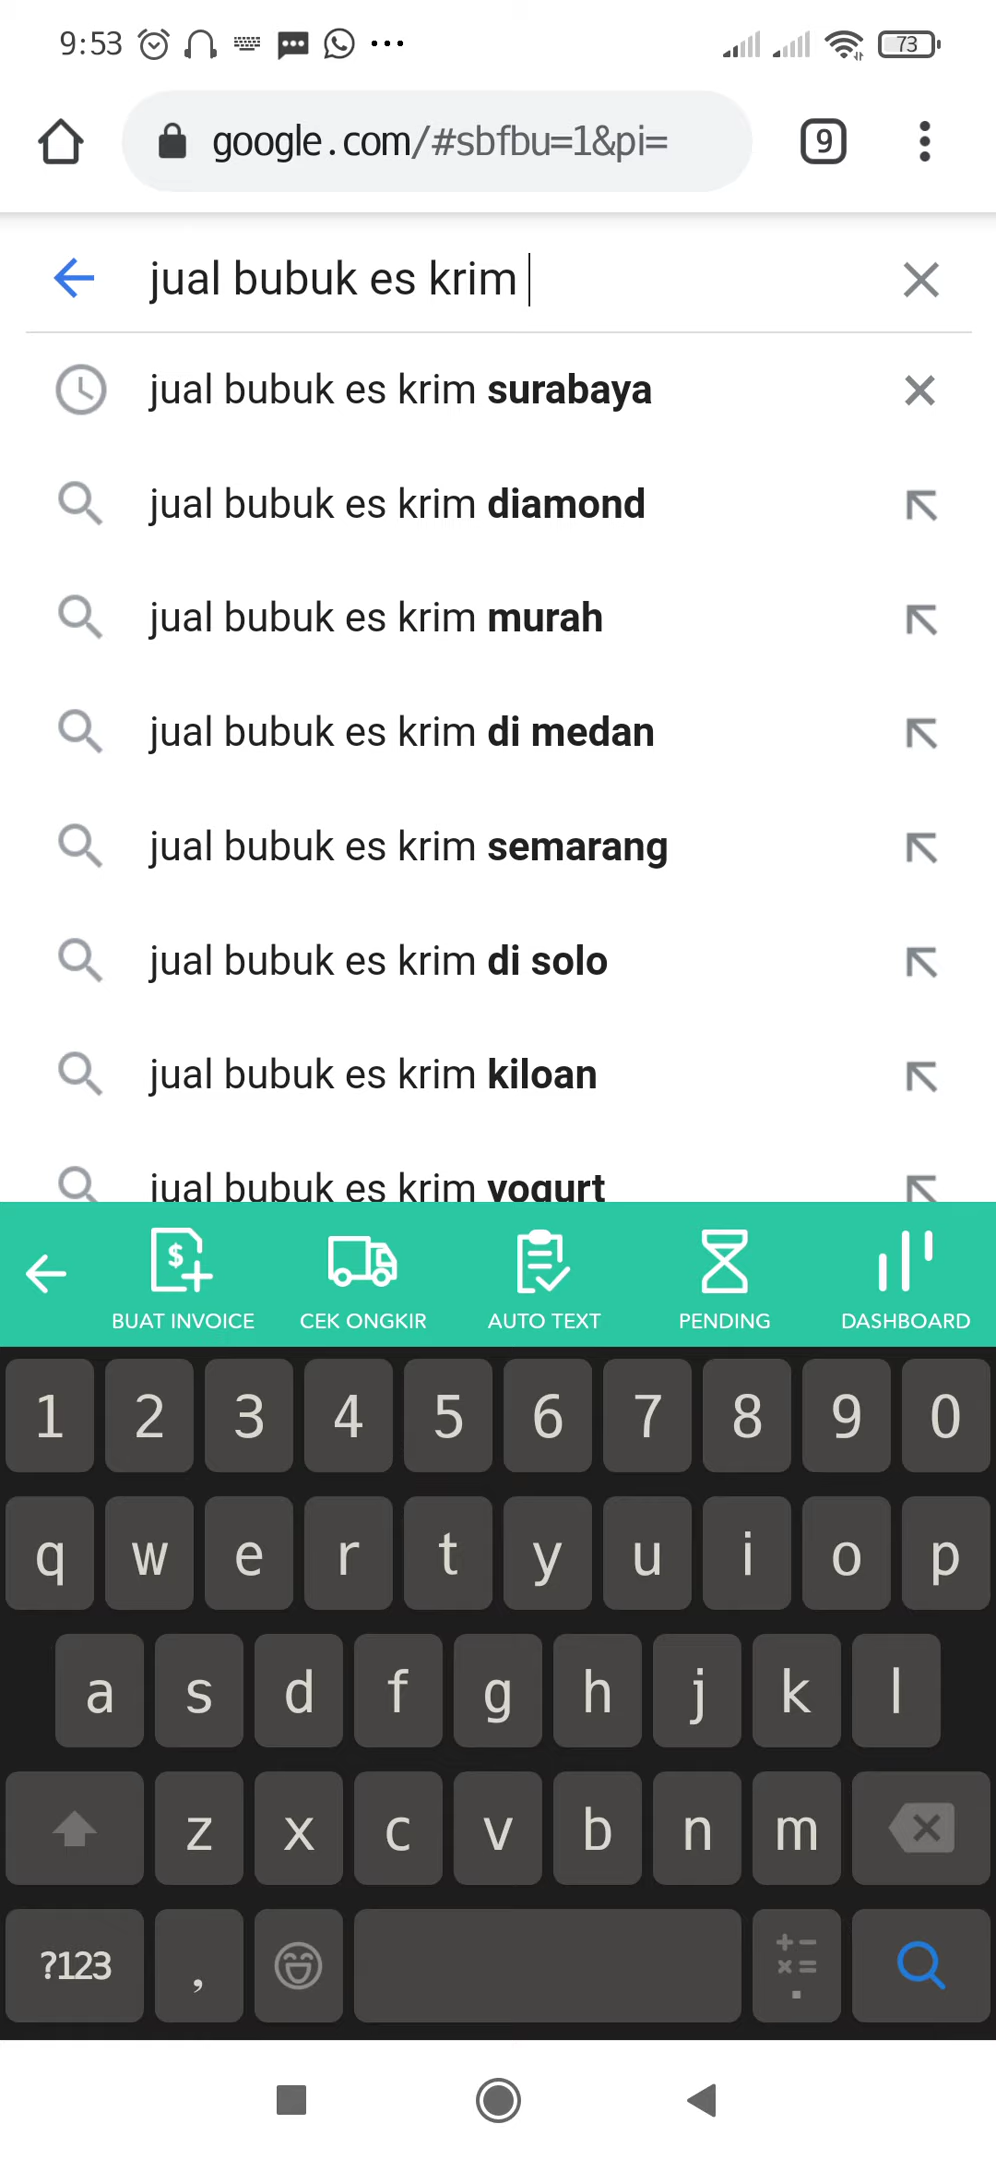 9:53 73
google.com/#sbfbu=1&pi= 9
jual bubuk es krim
jual bubuk es krim surabaya
jual bubuk es krim diamond
jual bubuk es krim murah
jual bubuk es krim di medan
jual bubuk es krim semarang
jual bubuk es krim di solo
jual bubuk es krim kiloan
jual bubuk es krim yogurt
BUAT INVOICE CEK ONGKIR AUTO TEXT PENDING DASHBOARD
1 2 3 4 5 6 7 8 9 0
q w e r t y u i o p
a s d f g h j k l
z x c v b n m
?123 , + - × = .